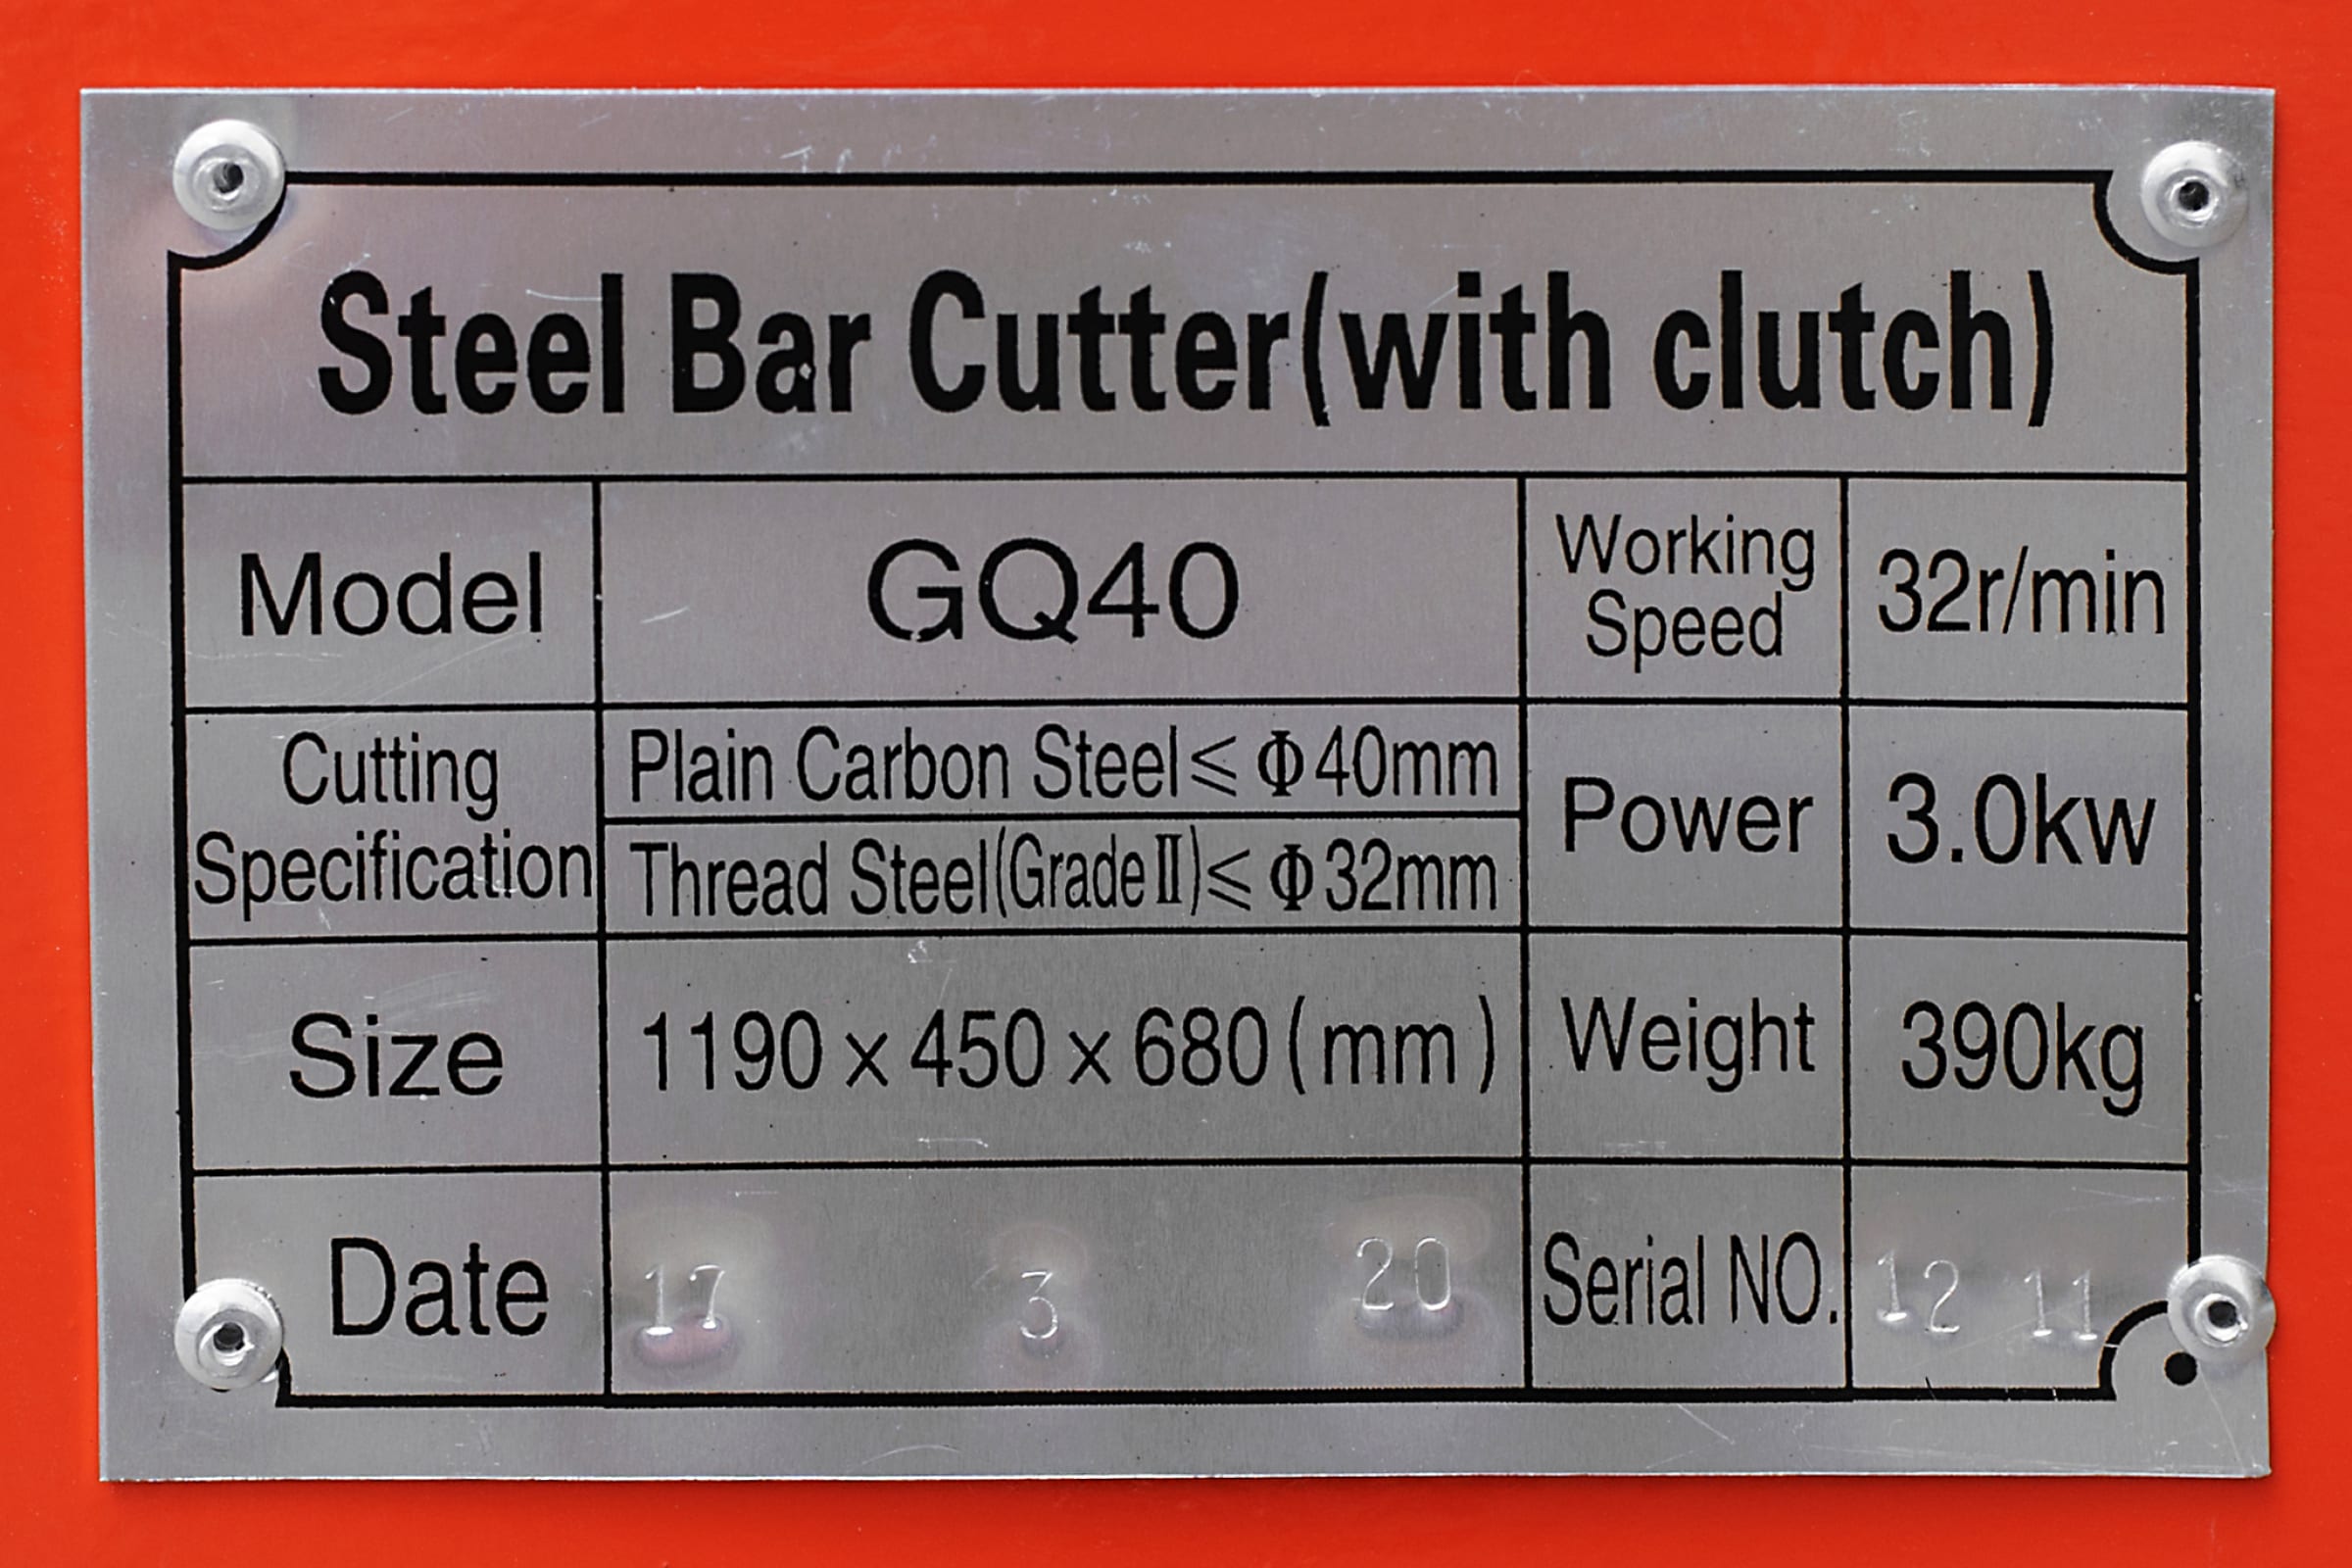 Steel Bar Cutter(with clutch)
Model GQ40 Working Speed 32r/min
Cutting Specification Plain Carbon Steel⩽Φ40mm
Thread Steel(GradeⅡ)⩽Φ32mm
Power 3.0kw
Size 1190×450×680(mm) Weight 390kg
Date 17 3 20 Serial NO. 12 11